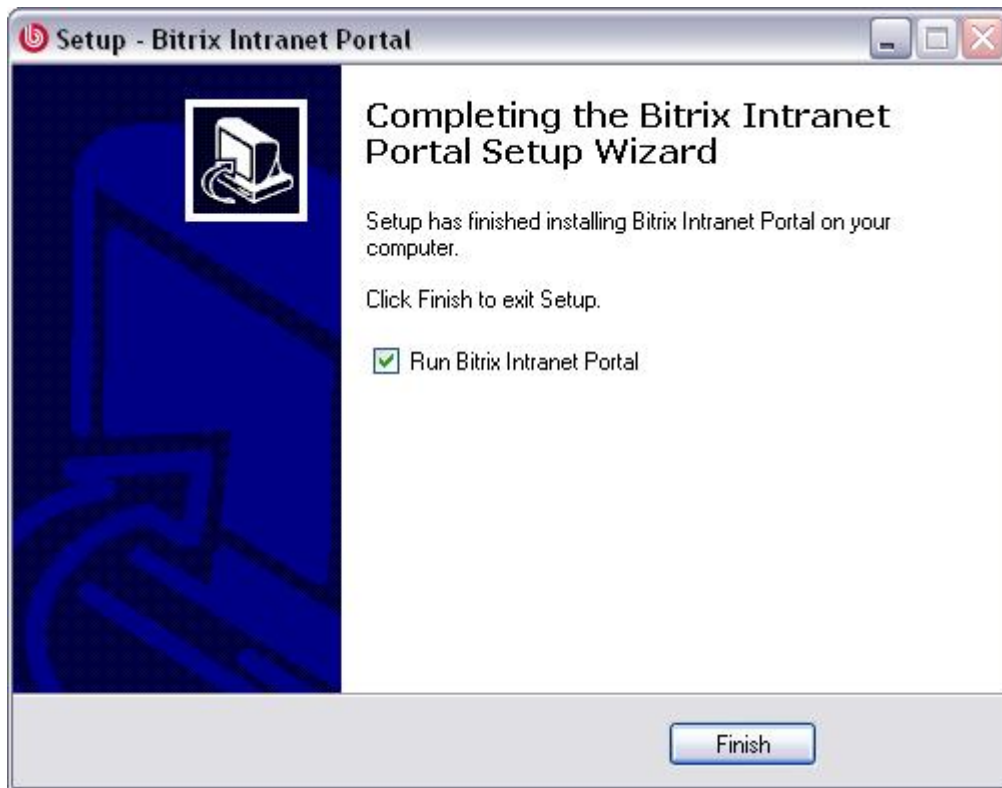 Setup - Bitrix Intranet Portal
Completing the Bitrix Intranet
Portal Setup Wizard
Setup has finished installing Bitrix Intranet Portal on your
computer.
Click Finish to exit Setup.
Run Bitrix Intranet Portal
Finish